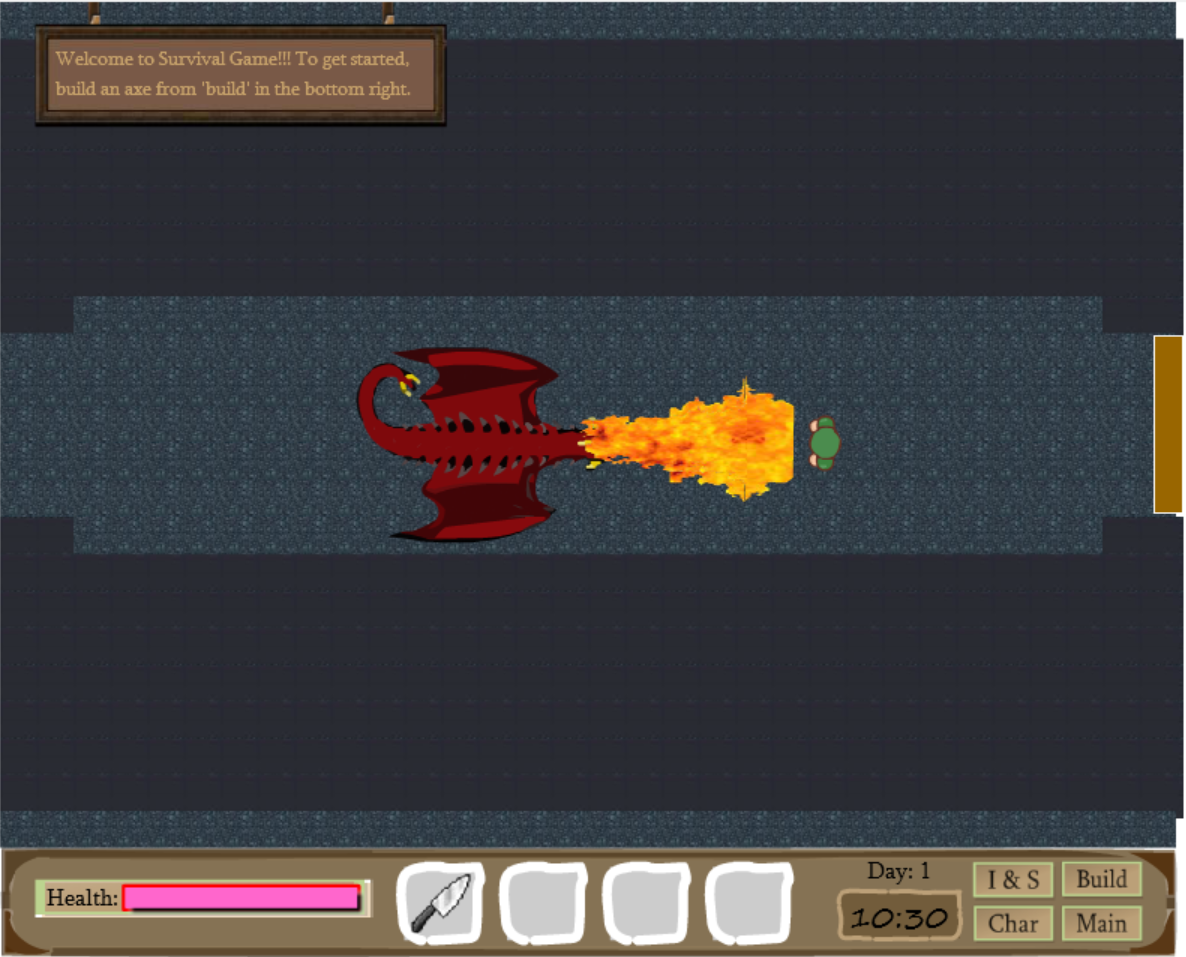 Welcome to Survival Game!!! To get started,
build an axe from 'build' in the bottom right.
Health:
Day: 1
10:30
I & S
Build
Char
Main